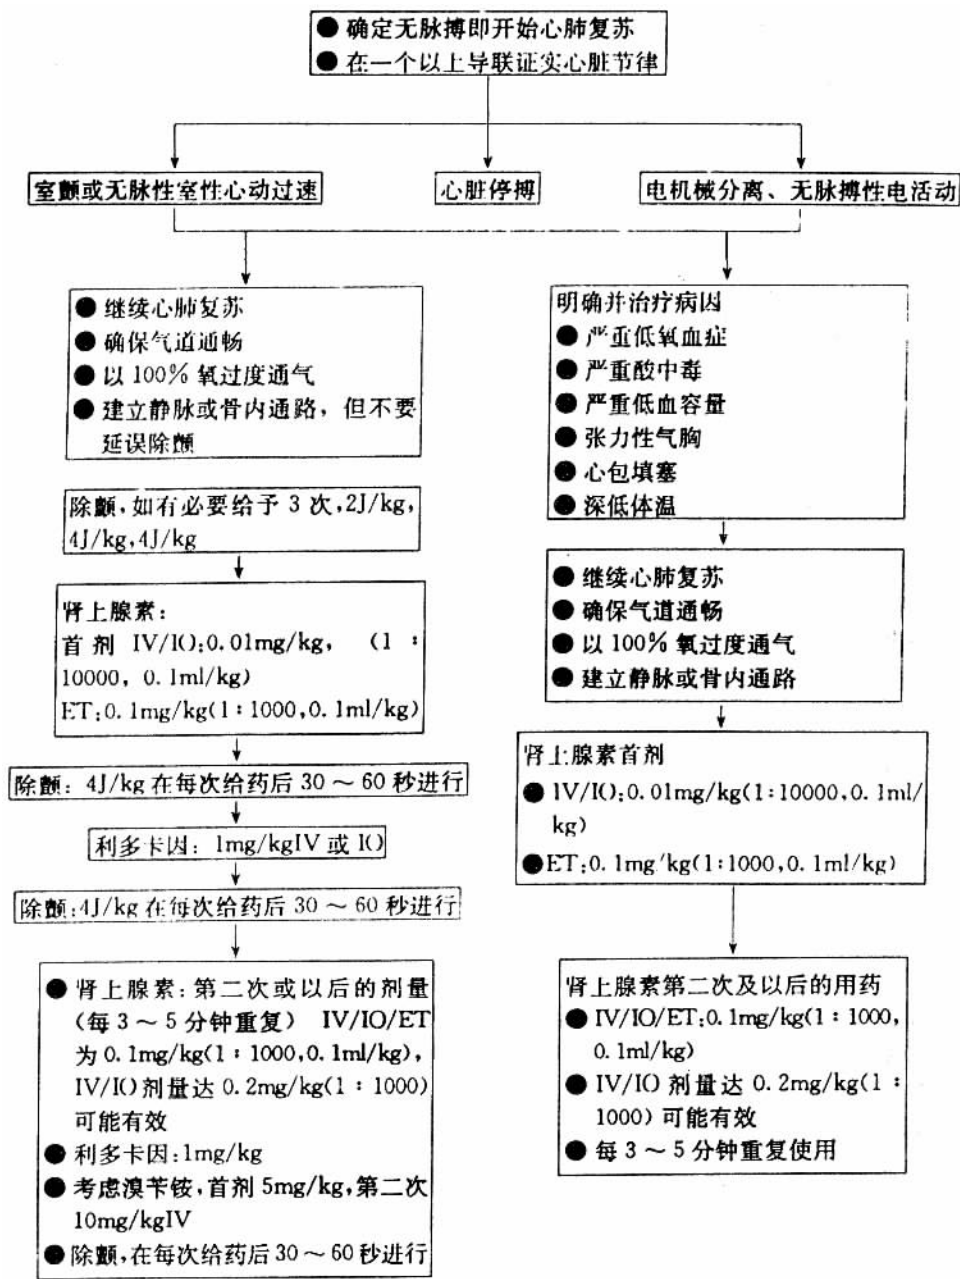 ● 确定无脉搏即开始心肺复苏
● 在一个以上导联证实心脏节律
室颤或无脉性室性心动过速
心脏停搏
电机械分离、无脉搏性电活动
● 继续心肺复苏
● 确保气道通畅
● 以 100% 氧过度通气
● 建立静脉或骨内通路，但不要
延误除颤
除颤,如有必要给予 3 次,2J/kg,
4J/kg,4J/kg
肾上腺素：
首剂 IV/IO:0.01mg/kg, (1：
10000, 0.1ml/kg)
ET:0.1mg/kg(1：1000,0.1ml/kg)
除颤：4J/kg 在每次给药后 30～60 秒进行
利多卡因：1mg/kgIV 或 IO
除颤:4J/kg 在每次给药后 30～60 秒进行
● 肾上腺素：第二次或以后的剂量
(每 3～5 分钟重复) IV/IO/ET
为 0.1mg/kg(1：1000,0.1ml/kg),
IV/IO 剂量达 0.2mg/kg(1：1000)
可能有效
● 利多卡因:1mg/kg
● 考虑溴苄铵,首剂 5mg/kg,第二次
10mg/kgIV
● 除颤,在每次给药后 30～60 秒进行
明确并治疗病因
● 严重低氧血症
● 严重酸中毒
● 严重低血容量
● 张力性气胸
● 心包填塞
● 深低体温
● 继续心肺复苏
● 确保气道通畅
● 以 100% 氧过度通气
● 建立静脉或骨内通路
肾上腺素首剂
● IV/IO:0.01mg/kg(1:10000,0.1ml/
kg)
● ET:0.1mg/kg(1:1000,0.1ml/kg)
肾上腺素第二次及以后的用药
● IV/IO/ET:0.1mg/kg(1：1000,
0.1ml/kg)
● IV/IO 剂量达 0.2mg/kg(1：
1000) 可能有效
● 每 3～5 分钟重复使用